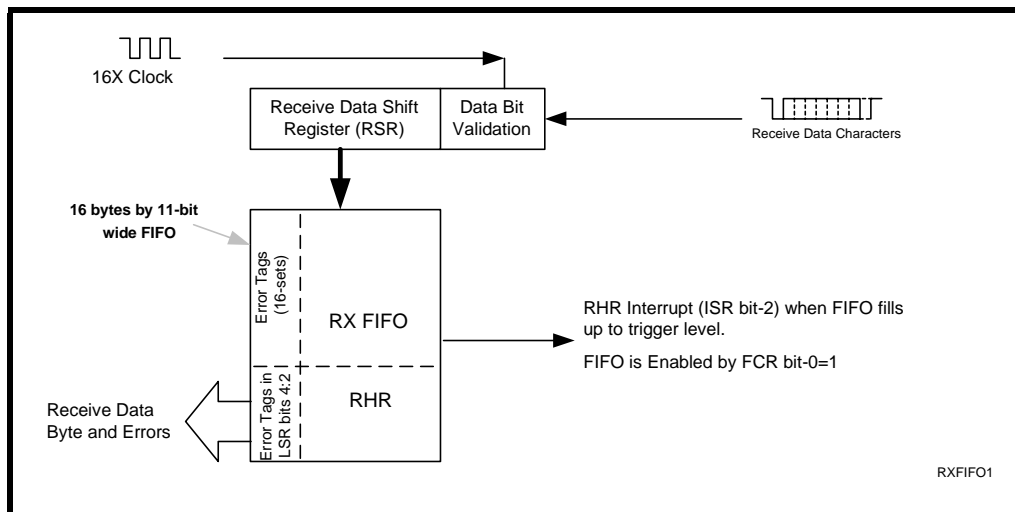 16X Clock
Receive Data Shift
Register (RSR)
Data Bit
Validation
Receive Data Characters
16 bytes by 11-bit
wide FIFO
Error Tags
(16-sets)
RX FIFO
RHR Interrupt (ISR bit-2) when FIFO fills
up to trigger level.
FIFO is Enabled by FCR bit-0=1
Error Tags in
LSR bits 4:2
RHR
Receive Data
Byte and Errors
RXFIFO1